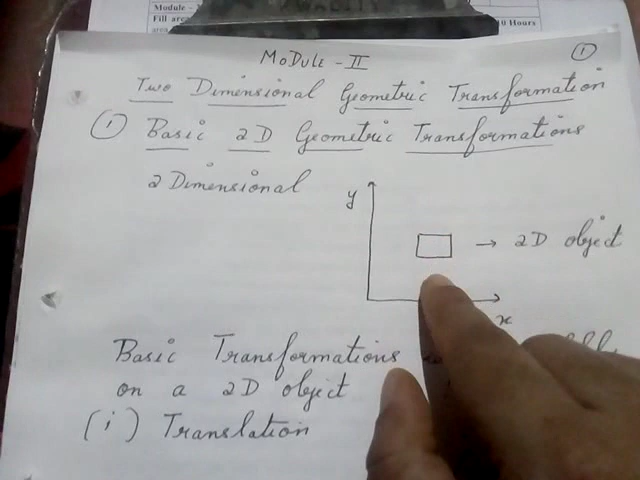 Module -
Fill area
10 Hours
MODULE - II
1
Two Dimensional Geometric Transformation
1 Basic 2D Geometric Transformations
2 Dimensional
y
→ 2D object
x
Basic Transformations
on a 2D object
(i) Translation